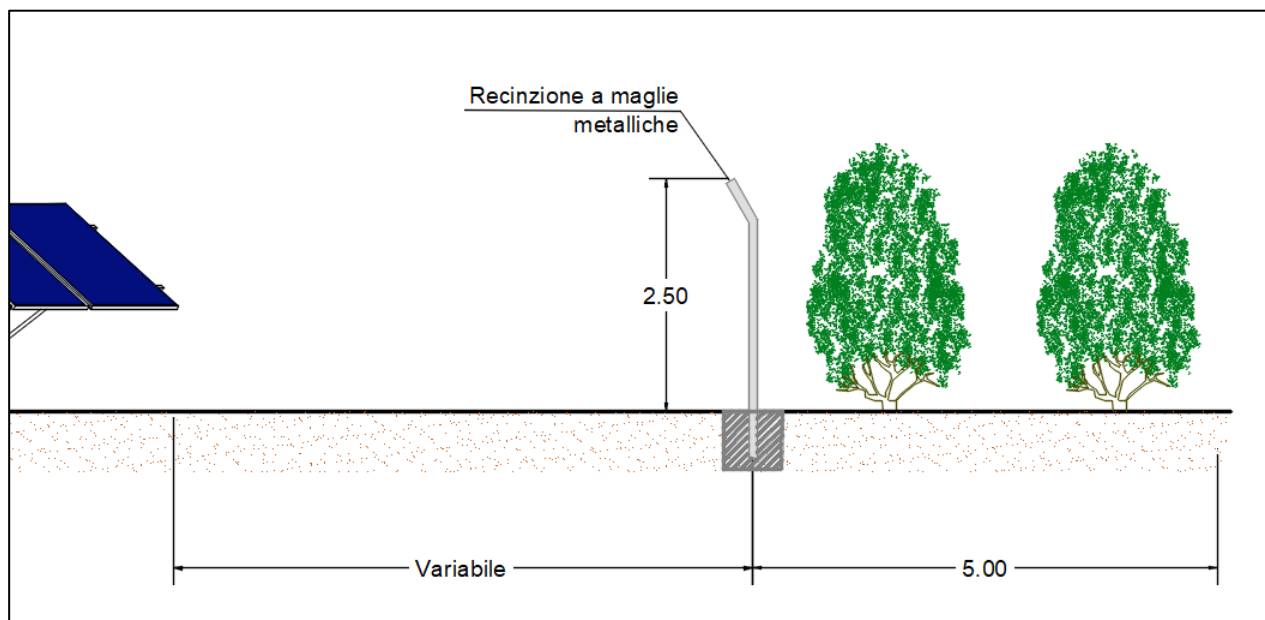 Recinzione a maglie
metalliche
2.50
Variabile
5.00